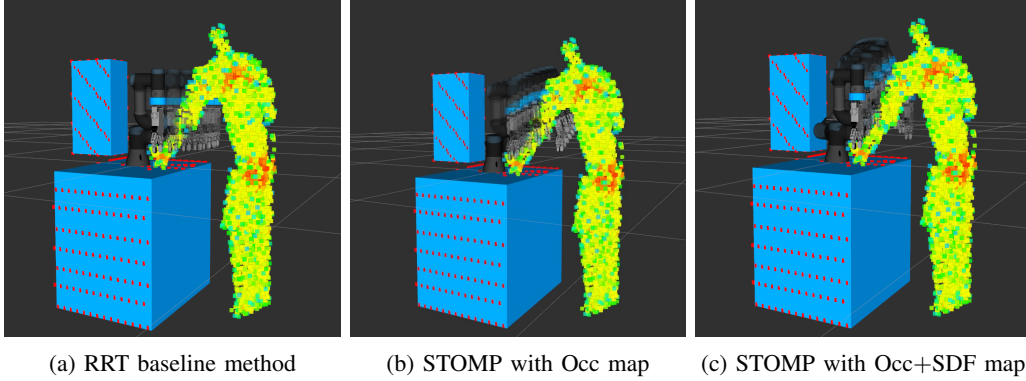 (a) RRT baseline method
(b) STOMP with Occ map
(c) STOMP with Occ+SDF map